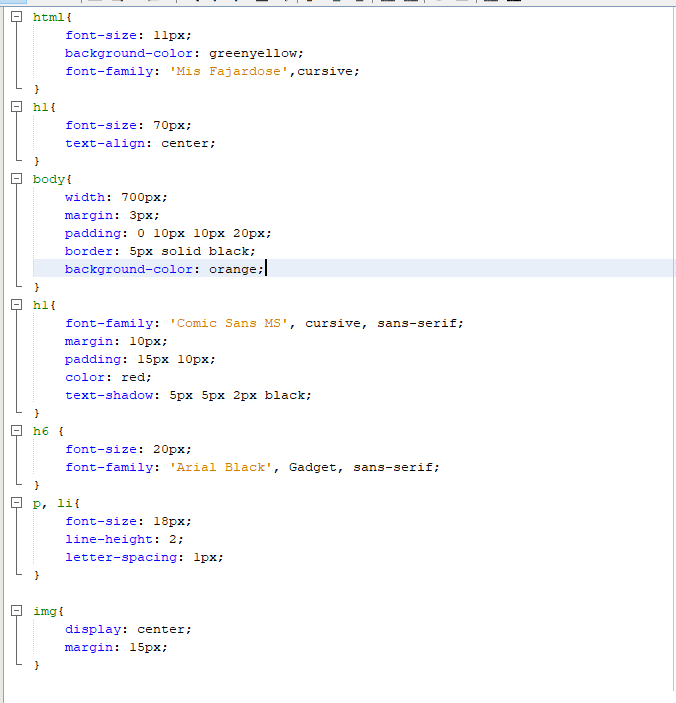 html{
font-size: 11px;
background-color: greenyellow;
font-family: 'Mis Fajardose',cursive;
}
h1{
font-size: 70px;
text-align: center;
}
body{
width: 700px;
margin: 3px;
padding: 0 10px 10px 20px;
border: 5px solid black;
background-color: orange;
}
h1{
font-family: 'Comic Sans MS', cursive, sans-serif;
margin: 10px;
padding: 15px 10px;
color: red;
text-shadow: 5px 5px 2px black;
}
h6 {
font-size: 20px;
font-family: 'Arial Black', Gadget, sans-serif;
}
p, li{
font-size: 18px;
line-height: 2;
letter-spacing: 1px;
}
img{
display: center;
margin: 15px;
}